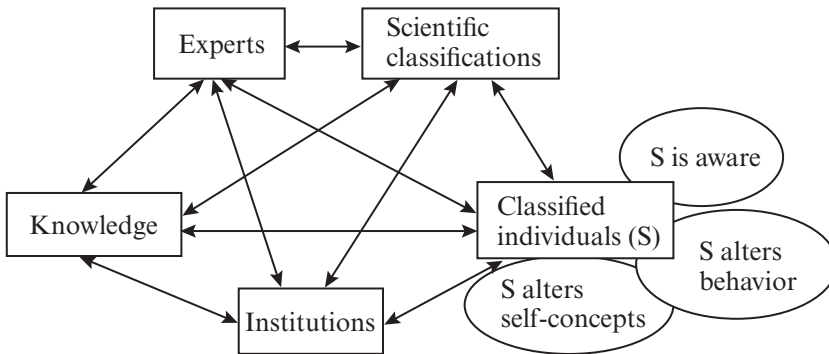 Experts
Scientific
classifications
S is aware
Knowledge
Classified
individuals (S)
S alters
behavior
Institutions
S alters
self-concepts